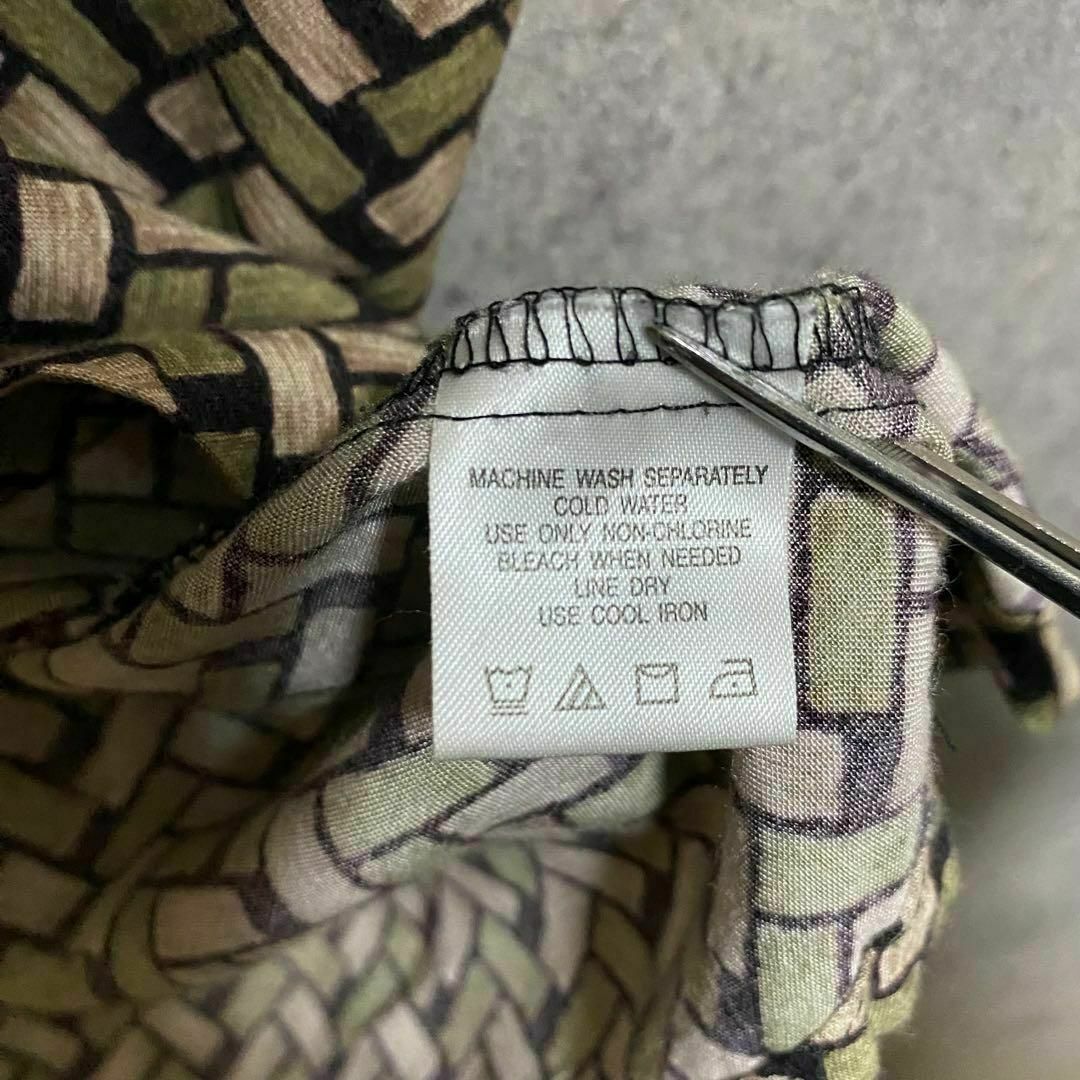 MACHINE WASH SEPARATELY
COLD WATER
USE ONLY NON-CHLORINE
BLEACH WHEN NEEDED
LINE DRY
USE COOL IRON